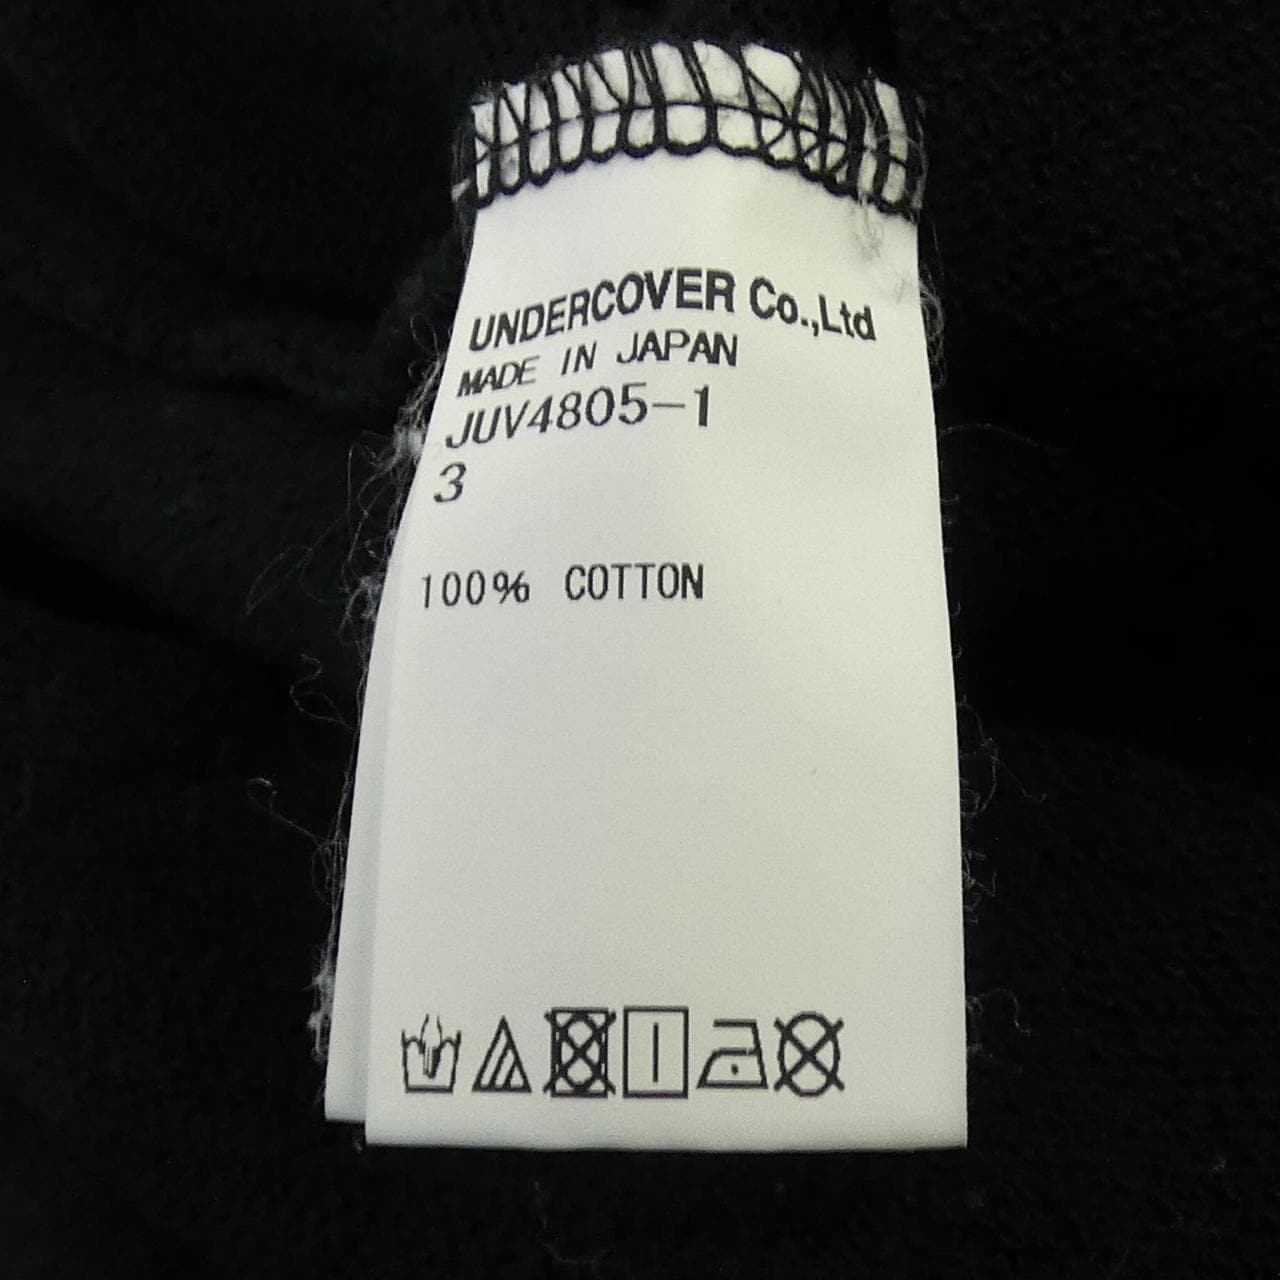 UNDERCOVER Co.,Ltd
MADE IN JAPAN
JUV4805-1
3
100% COTTON